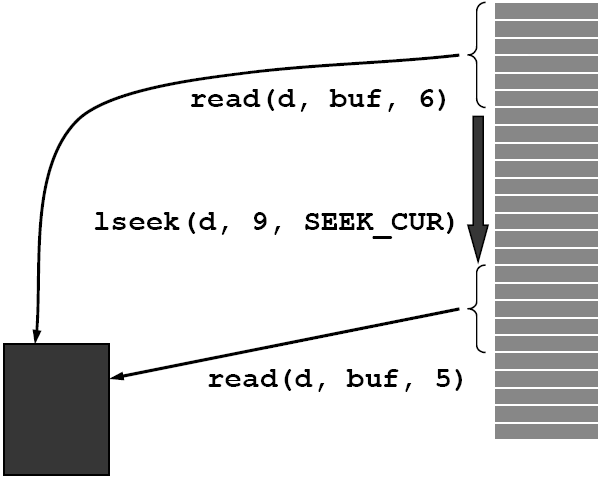 read(d, buf, 6)
lseek(d, 9, SEEK_CUR)
read(d, buf, 5)